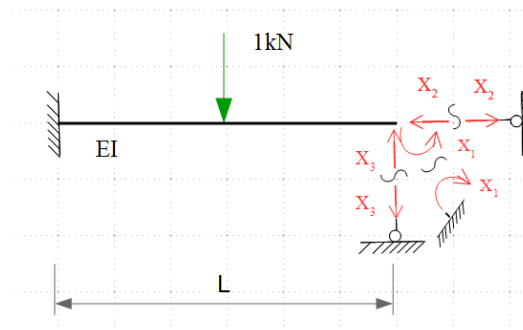 1kN
X₂ X₂
EI
X₃ X₁
X₃ X₁
L